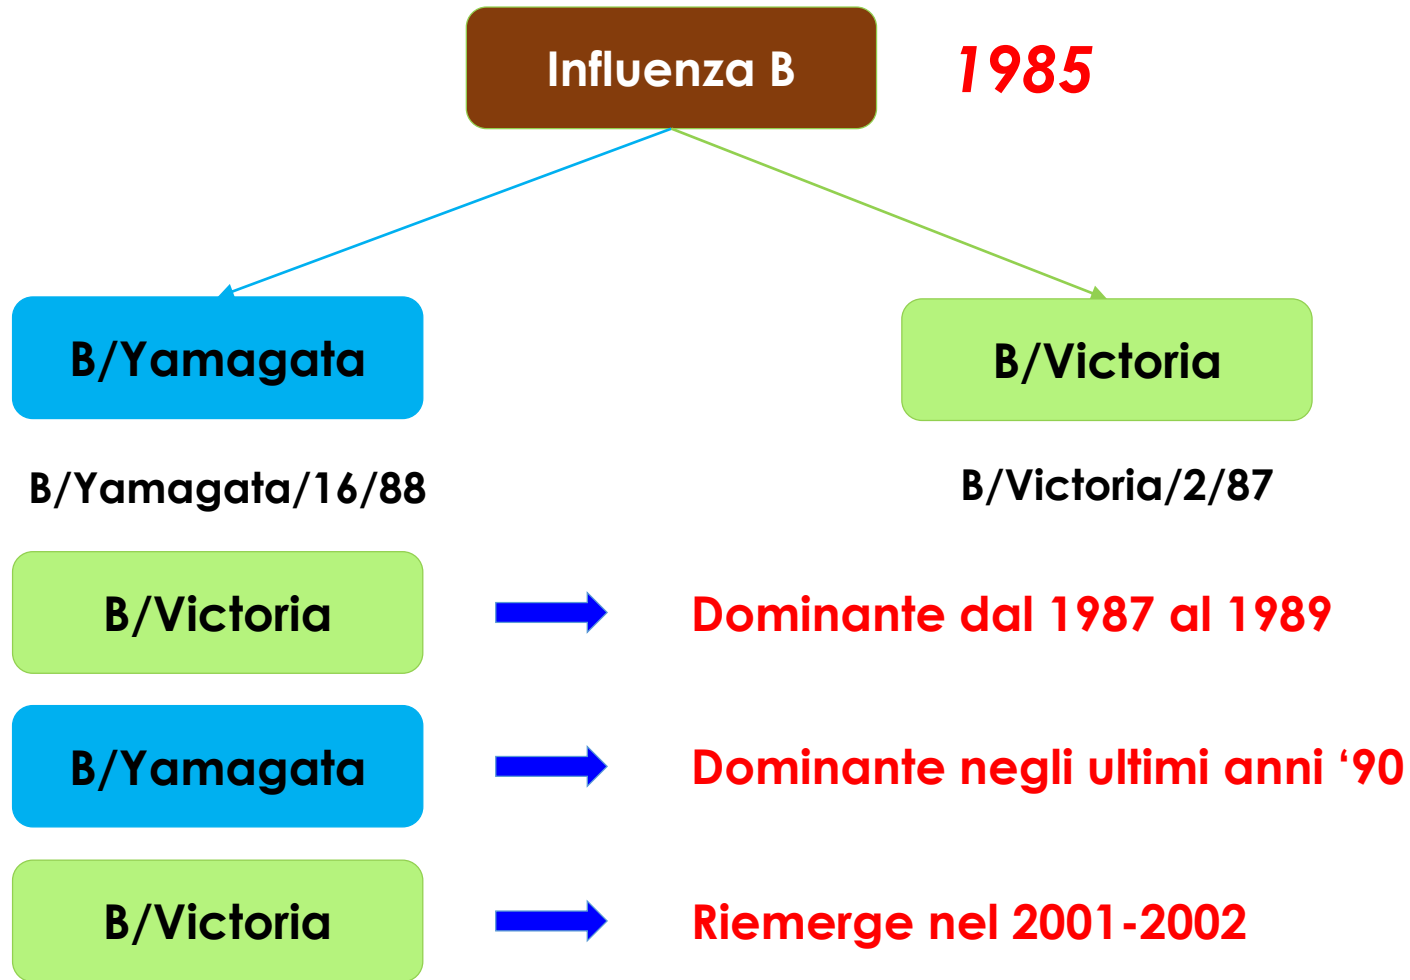 Influenza B
1985
B/Yamagata
B/Victoria
B/Yamagata/16/88
B/Victoria/2/87
B/Victoria
Dominante dal 1987 al 1989
B/Yamagata
Dominante negli ultimi anni ‘90
B/Victoria
Riemerge nel 2001-2002